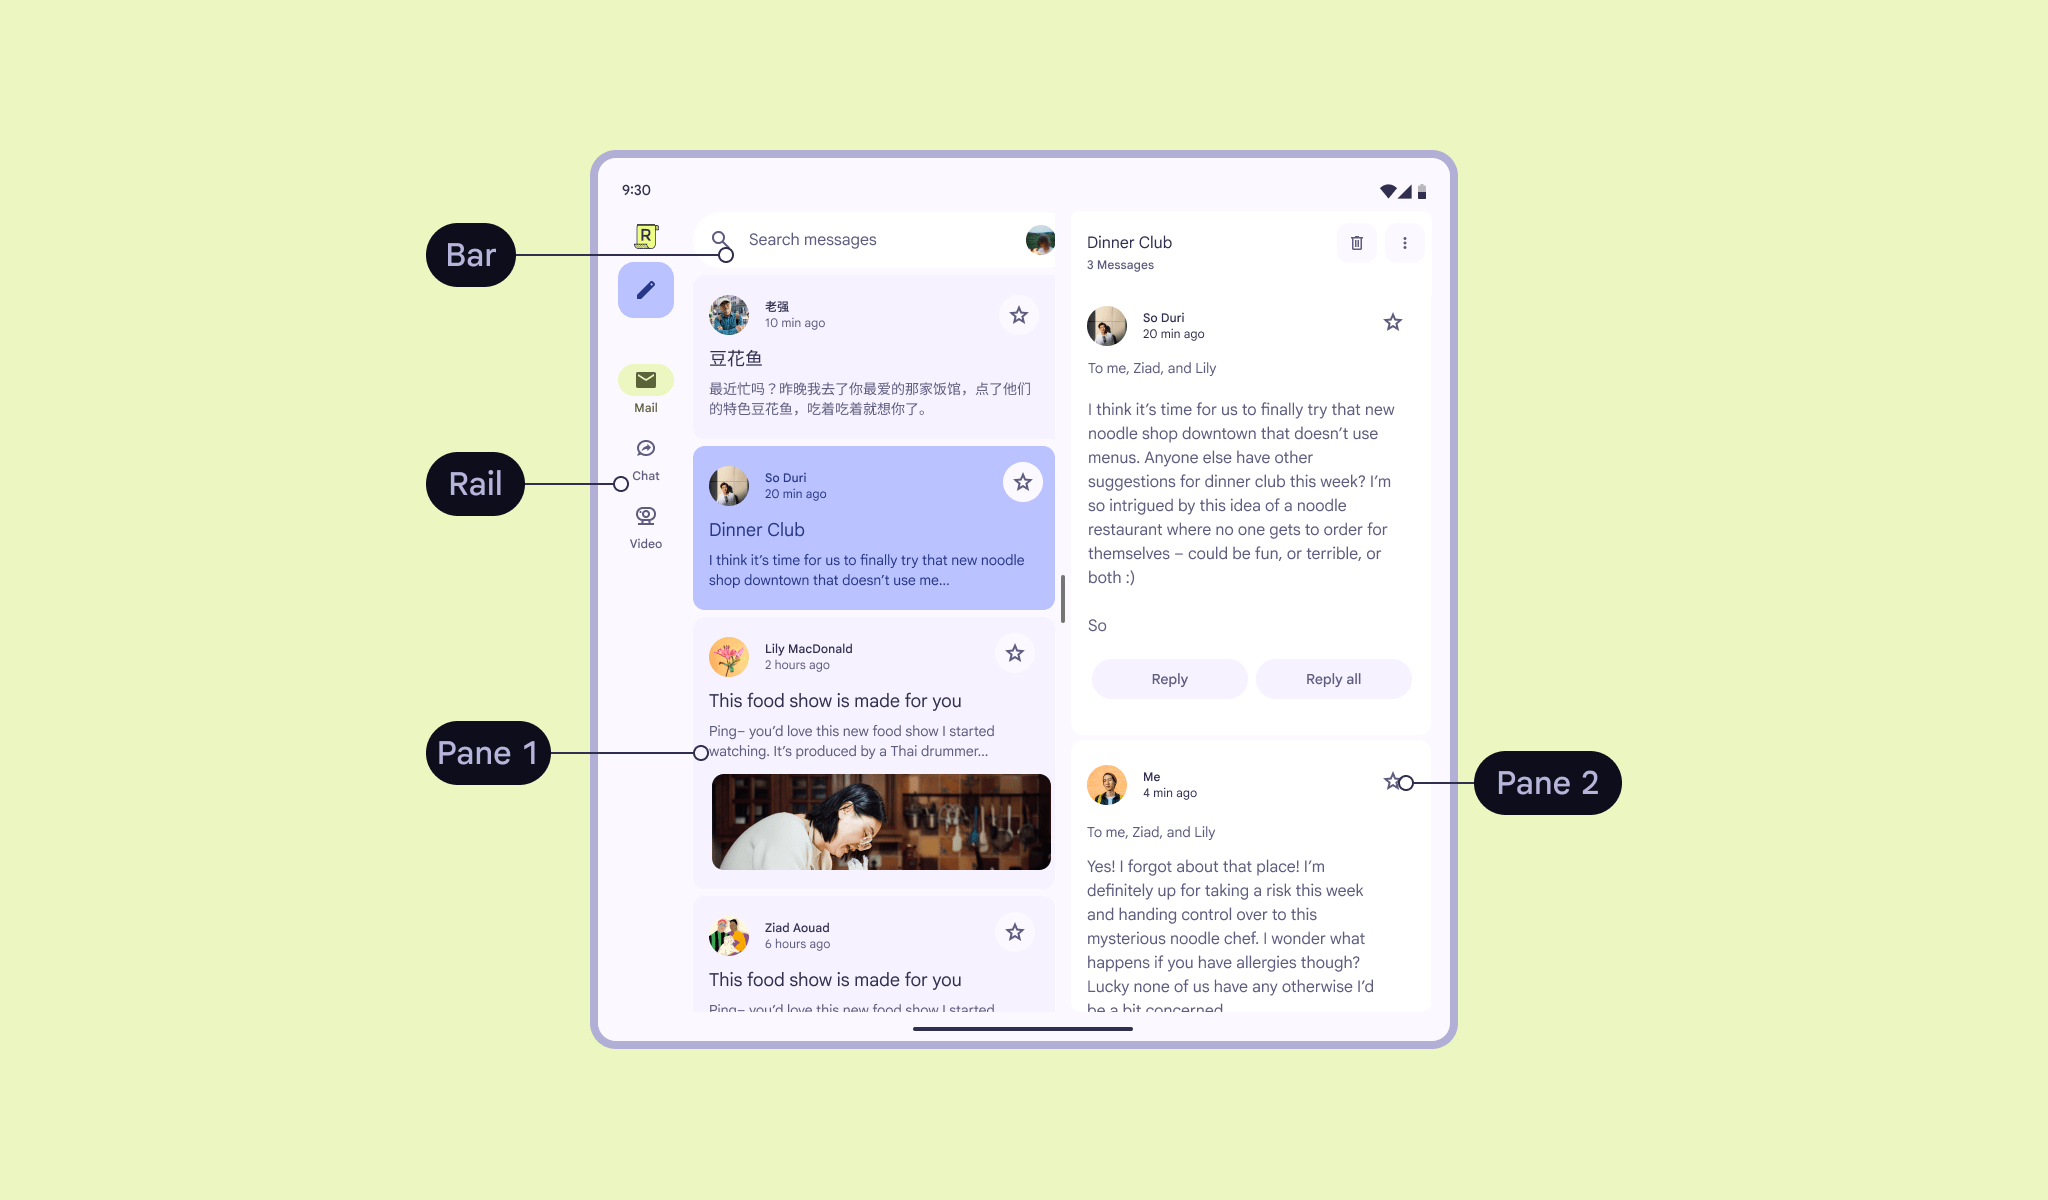 9:30
Bar
Rail
Pane 1
Pane 2
R
Mail
Chat
Video
Search messages
老强
10 min ago
豆花鱼
最近忙吗？昨晚我去了你最爱的那家饭馆，点了他们
的特色豆花鱼，吃着吃着就想你了。
So Duri
20 min ago
Dinner Club
I think it’s time for us to finally try that new noodle
shop downtown that doesn’t use me...
Lily MacDonald
2 hours ago
This food show is made for you
Ping– you’d love this new food show I started
watching. It’s produced by a Thai drummer...
Ziad Aouad
6 hours ago
This food show is made for you
Ping– you’d love this new food show I started
Dinner Club
3 Messages
So Duri
20 min ago
To me, Ziad, and Lily
I think it’s time for us to finally try that new
noodle shop downtown that doesn’t use
menus. Anyone else have other
suggestions for dinner club this week? I’m
so intrigued by this idea of a noodle
restaurant where no one gets to order for
themselves – could be fun, or terrible, or
both :)
So
Reply
Reply all
Me
4 min ago
To me, Ziad, and Lily
Yes! I forgot about that place! I’m
definitely up for taking a risk this week
and handing control over to this
mysterious noodle chef. I wonder what
happens if you have allergies though?
Lucky none of us have any otherwise I’d
be a bit concerned